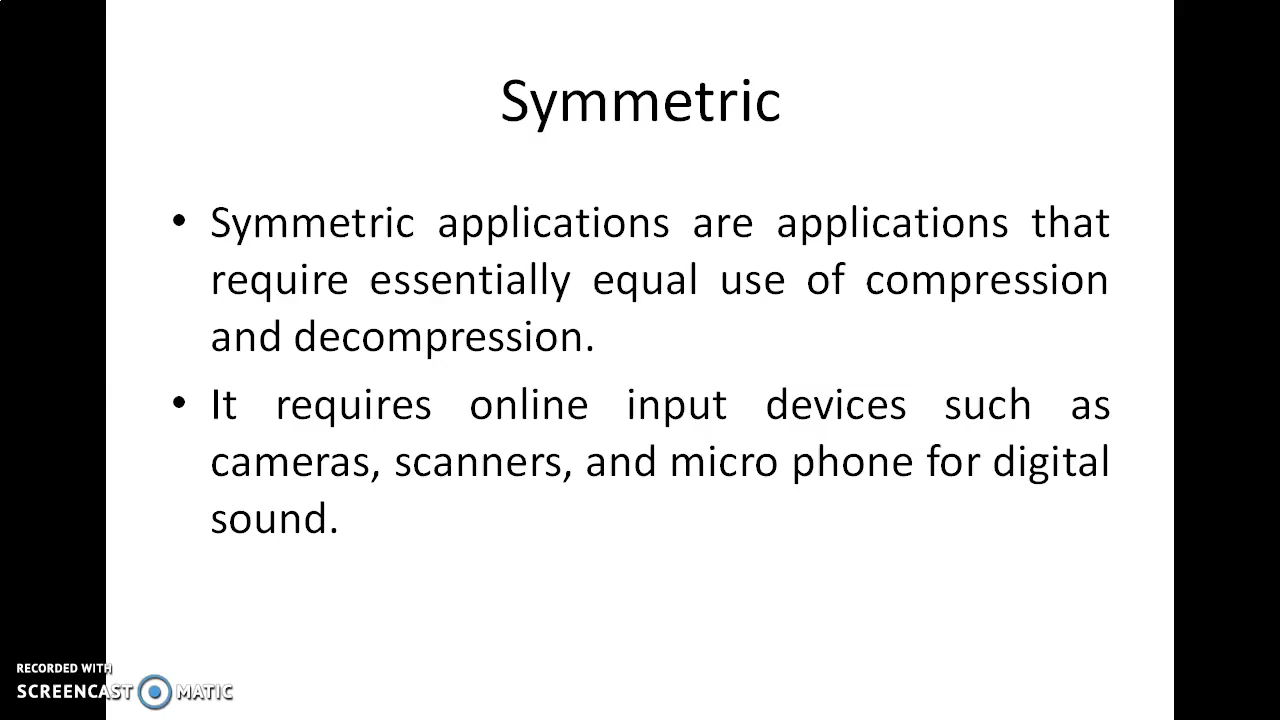 Symmetric
• Symmetric applications are applications that
require essentially equal use of compression
and decompression.
• It requires online input devices such as
cameras, scanners, and micro phone for digital
sound.
RECORDED WITH
SCREENCAST MATIC